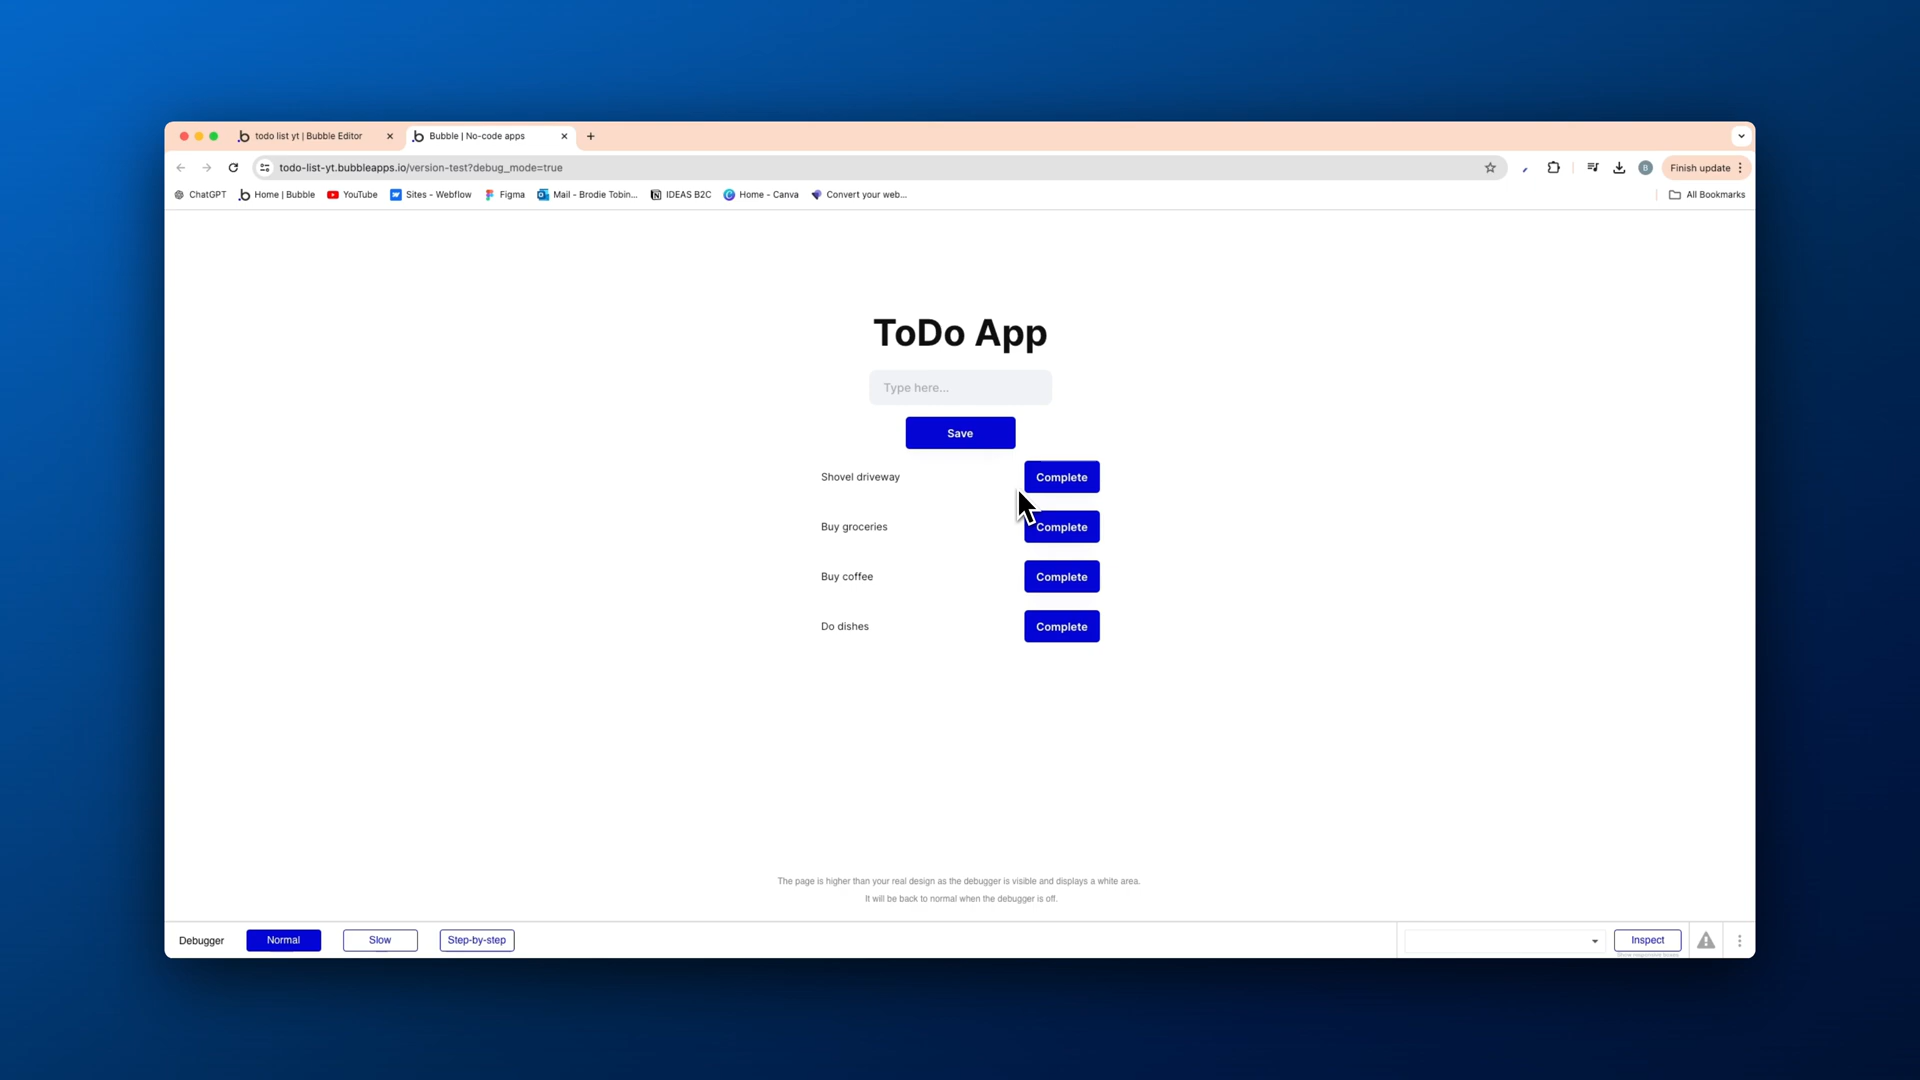 todo list yt | Bubble Editor
Bubble | No-code apps
todo-list-yt.bubbleapps.io/version-test?debug_mode=true
B
Finish update
ChatGPT
Home | Bubble
YouTube
Sites - Webflow
Figma
Mail - Brodie Tobin...
IDEAS B2C
Home - Canva
Convert your web...
All Bookmarks
ToDo App
Type here...
Save
Shovel driveway
Complete
Buy groceries
Complete
Buy coffee
Complete
Do dishes
Complete
The page is higher than your real design as the debugger is visible and displays a white area.
It will be back to normal when the debugger is off.
Debugger
Normal
Slow
Step-by-step
Inspect
Show responsive boxes